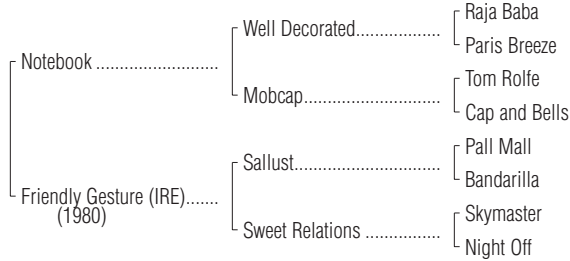 Raja Baba
Well Decorated..................
Paris Breeze
Notebook ..........................
Tom Rolfe
Mobcap.............................
Cap and Bells
Pall Mall
Sallust...............................
Bandarilla
Friendly Gesture (IRE).......
(1980)
Skymaster
Sweet Relations ................
Night Off